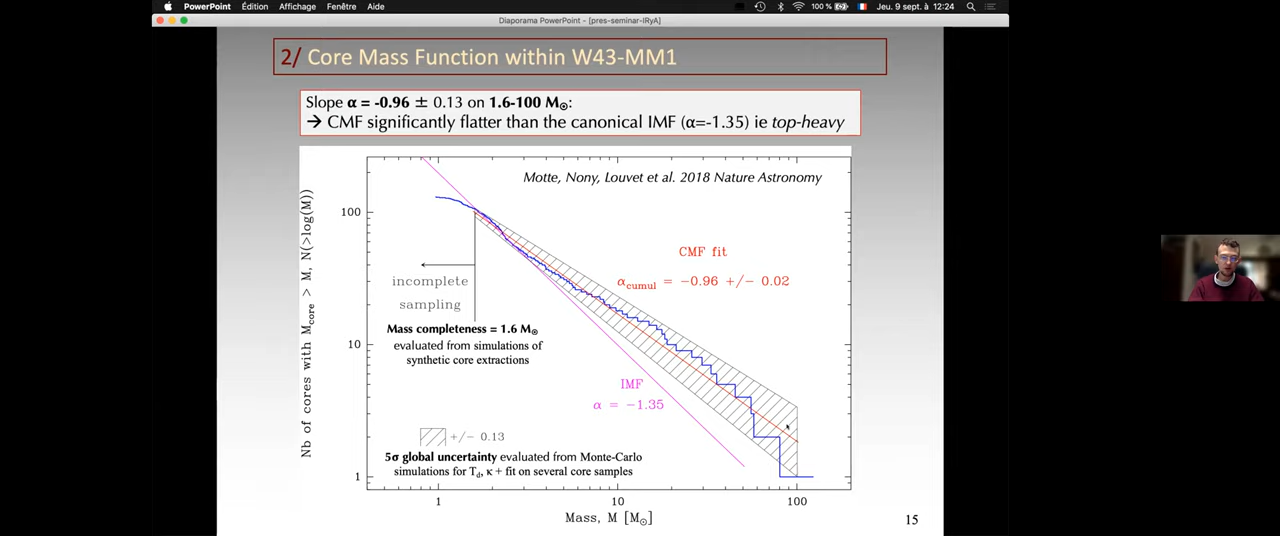 PowerPoint Édition Affichage Fenêtre Aide 100 % Jeu. 9 sept. à 12:24
Diaporama PowerPoint - [pres-seminar-IRyA]
2/ Core Mass Function within W43-MM1
Slope α = -0.96 ± 0.13 on 1.6-100 M⊙:
→ CMF significantly flatter than the canonical IMF (α=-1.35) ie top-heavy
Motte, Nony, Louvet et al. 2018 Nature Astronomy
Nb of cores with Mcore > M, N(>log(M))
100
10
1
CMF fit
αcumul = −0.96 +/− 0.02
incomplete
sampling
Mass completeness = 1.6 M⊙
evaluated from simulations of
synthetic core extractions
IMF
α = −1.35
+/− 0.13
5σ global uncertainty evaluated from Monte-Carlo
simulations for Td, κ + fit on several core samples
1 10 100
Mass, M [M⊙]
15